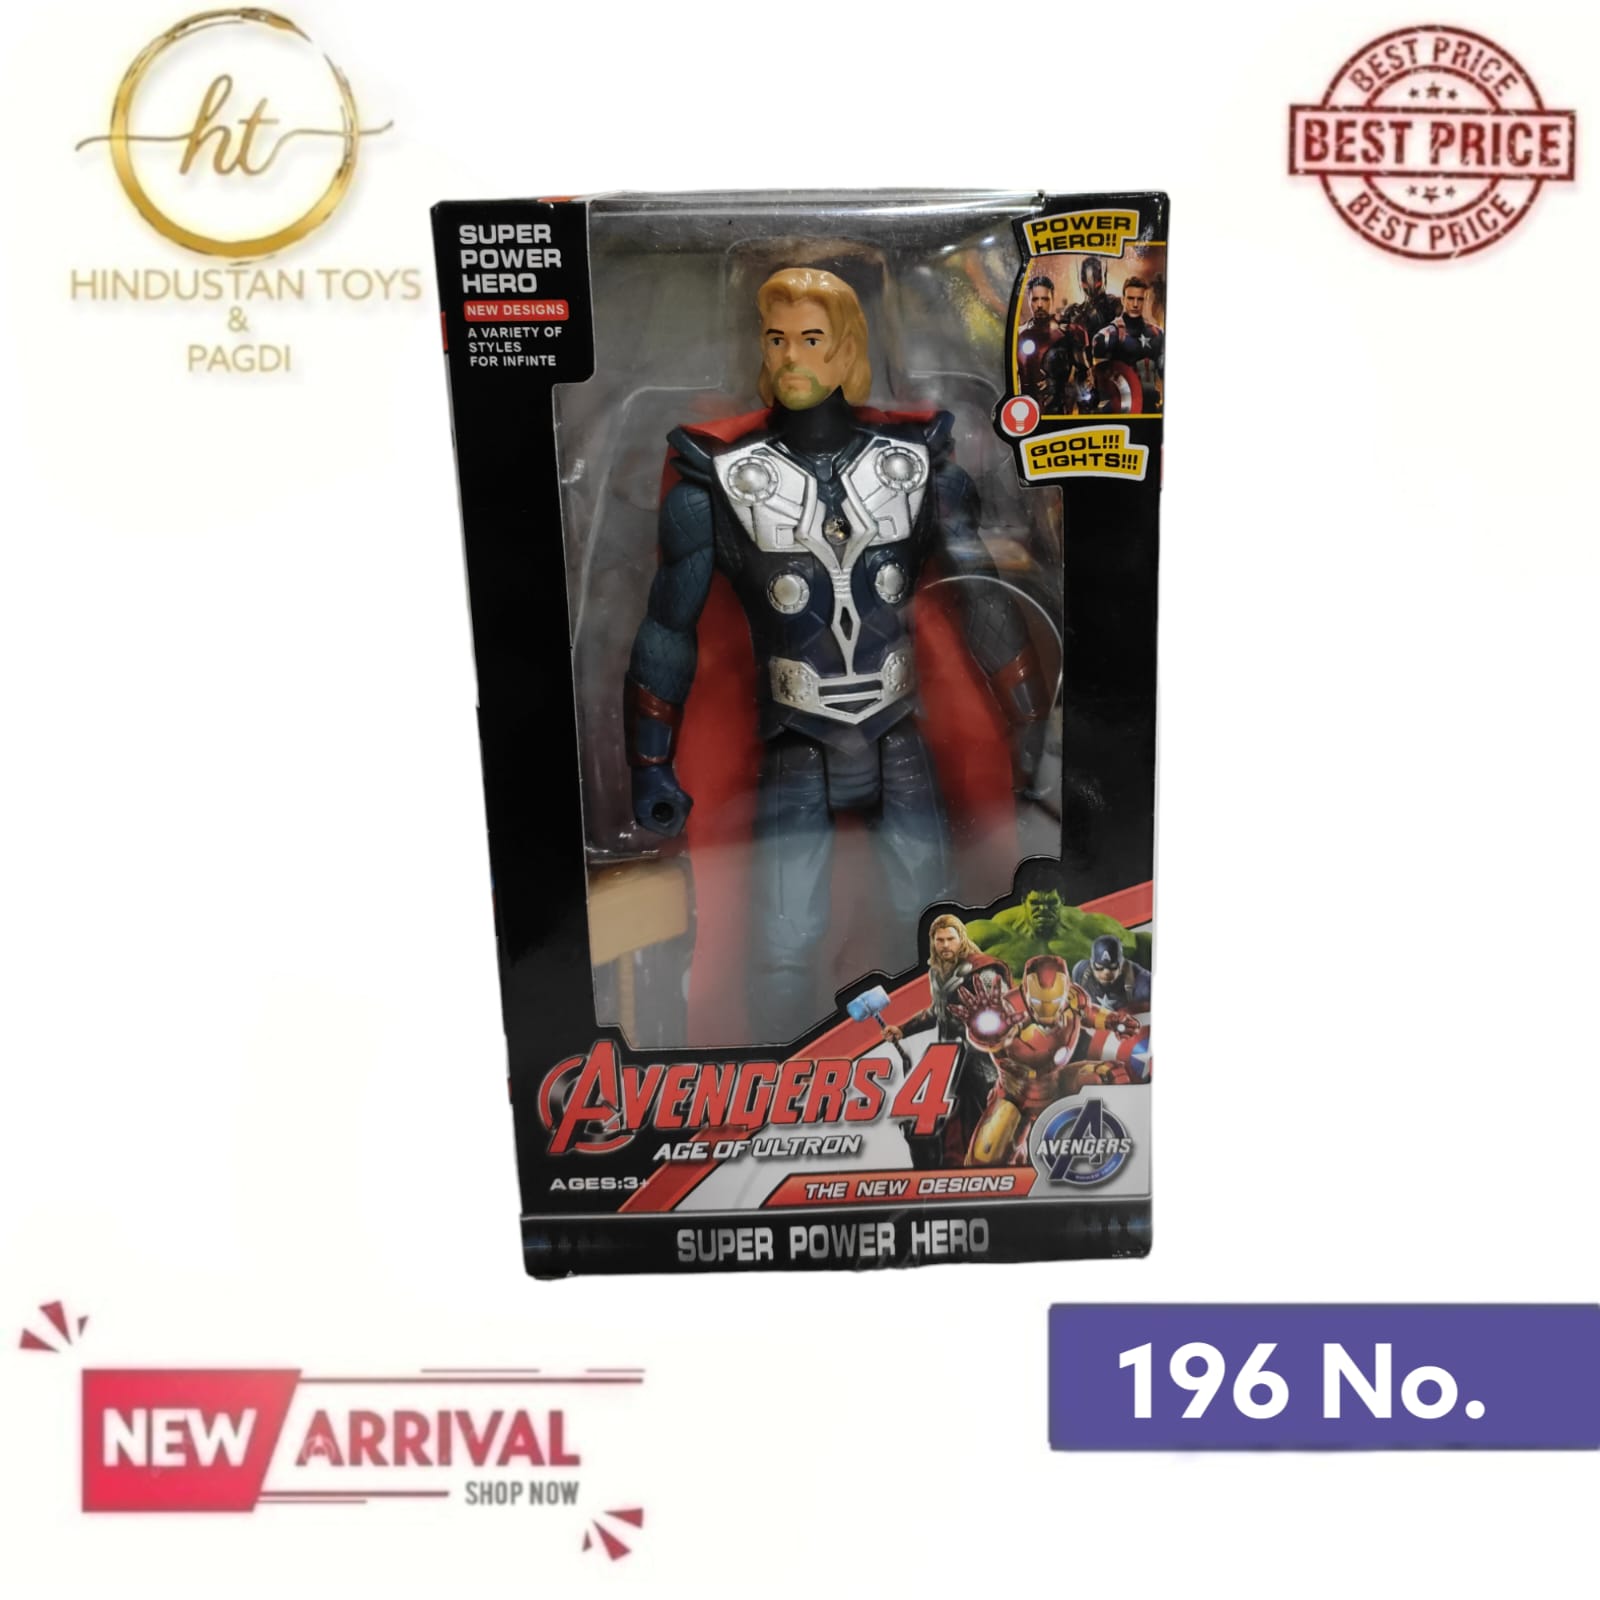 ht
HINDUSTAN TOYS
&
PAGDI
BEST PRICE
BEST PRICE
BEST PRICE
SUPER
POWER
HERO
NEW DESIGNS
A VARIETY OF
STYLES
FOR INFINTE
POWER
HERO!!
GOOL!!!
LIGHTS!!!
AVENGERS 4
AGE OF ULTRON
AGES:3+
THE NEW DESIGNS
AVENGERS
SUPER POWER HERO
NEW ARRIVAL
SHOP NOW
196 No.